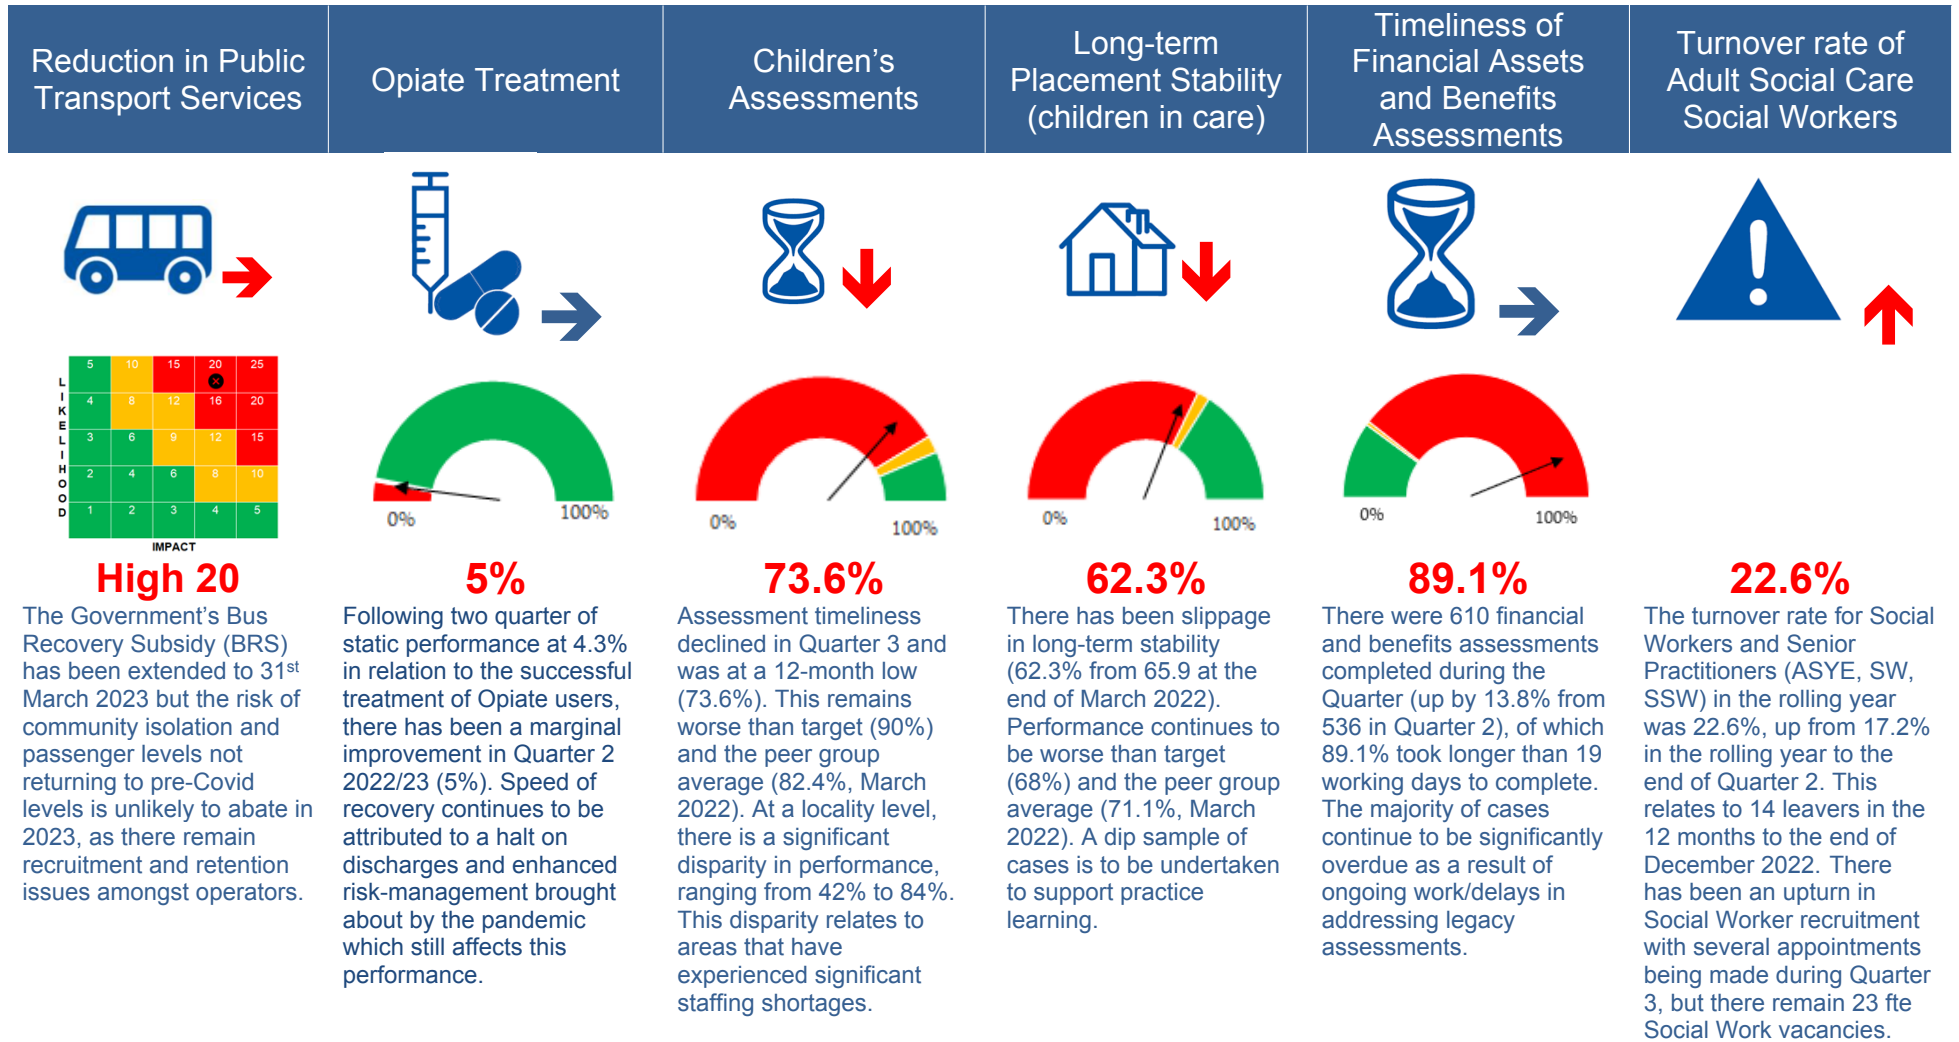 Reduction in Public
Transport Services
Opiate Treatment
Children's
Assessments
Long-term
Placement Stability
(children in care)
Timeliness of
Financial Assets
and Benefits
Assessments
Turnover rate of
Adult Social Care
Social Workers
LIKELIHOOD
5 10 15 20 25
4 8 12 16 20
3 6 9 12 15
2 4 6 8 10
1 2 3 4 5
IMPACT
0% 100%
0% 100%
0% 100%
0% 100%
High 20
The Government's Bus
Recovery Subsidy (BRS)
has been extended to 31st
March 2023 but the risk of
community isolation and
passenger levels not
returning to pre-Covid
levels is unlikely to abate in
2023, as there remain
recruitment and retention
issues amongst operators.
5%
Following two quarter of
static performance at 4.3%
in relation to the successful
treatment of Opiate users,
there has been a marginal
improvement in Quarter 2
2022/23 (5%). Speed of
recovery continues to be
attributed to a halt on
discharges and enhanced
risk-management brought
about by the pandemic
which still affects this
performance.
73.6%
Assessment timeliness
declined in Quarter 3 and
was at a 12-month low
(73.6%). This remains
worse than target (90%)
and the peer group
average (82.4%, March
2022). At a locality level,
there is a significant
disparity in performance,
ranging from 42% to 84%.
This disparity relates to
areas that have
experienced significant
staffing shortages.
62.3%
There has been slippage
in long-term stability
(62.3% from 65.9 at the
end of March 2022).
Performance continues to
be worse than target
(68%) and the peer group
average (71.1%, March
2022). A dip sample of
cases is to be undertaken
to support practice
learning.
89.1%
There were 610 financial
and benefits assessments
completed during the
Quarter (up by 13.8% from
536 in Quarter 2), of which
89.1% took longer than 19
working days to complete.
The majority of cases
continue to be significantly
overdue as a result of
ongoing work/delays in
addressing legacy
assessments.
22.6%
The turnover rate for Social
Workers and Senior
Practitioners (ASYE, SW,
SSW) in the rolling year
was 22.6%, up from 17.2%
in the rolling year to the
end of Quarter 2. This
relates to 14 leavers in the
12 months to the end of
December 2022. There
has been an upturn in
Social Worker recruitment
with several appointments
being made during Quarter
3, but there remain 23 fte
Social Work vacancies.